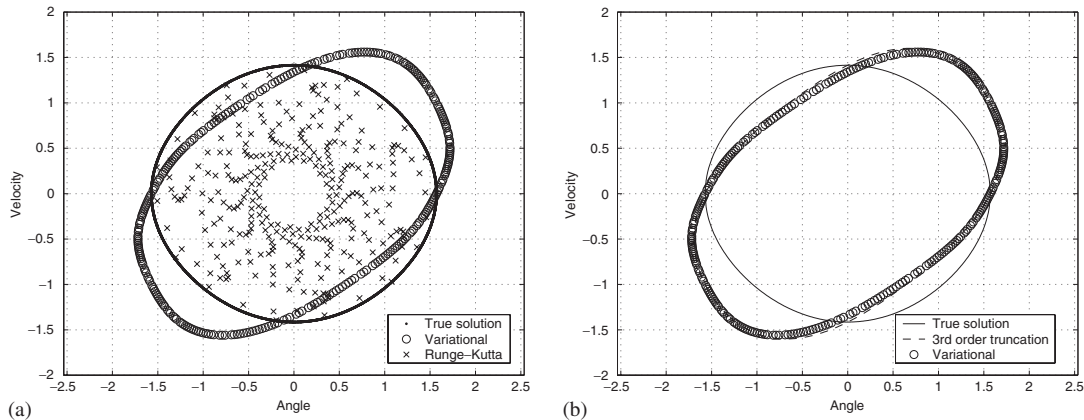 2
1.5
1
0.5
0
−0.5
−1
−1.5
−2
Velocity
−2.5 −2 −1.5 −1 −0.5 0 0.5 1 1.5 2 2.5
Angle
True solution
Variational
Runge−Kutta
(a)
2
1.5
1
0.5
0
−0.5
−1
−1.5
−2
Velocity
−2.5 −2 −1.5 −1 −0.5 0 0.5 1 1.5 2 2.5
Angle
True solution
3rd order truncation
Variational
(b)